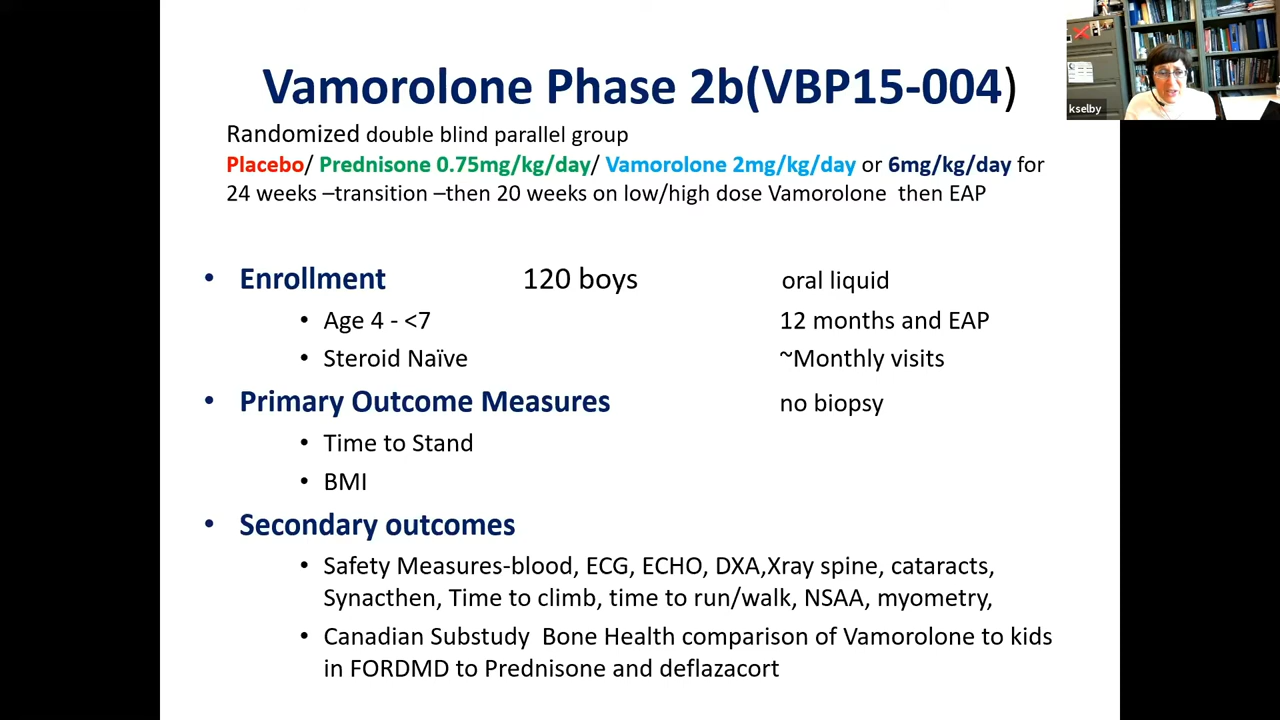 Vamorolone Phase 2b(VBP15-004)
Randomized double blind parallel group
Placebo/ Prednisone 0.75mg/kg/day/ Vamorolone 2mg/kg/day or 6mg/kg/day for
24 weeks –transition –then 20 weeks on low/high dose Vamorolone then EAP
• Enrollment 120 boys oral liquid
• Age 4 - <7 12 months and EAP
• Steroid Naïve ~Monthly visits
• Primary Outcome Measures no biopsy
• Time to Stand
• BMI
• Secondary outcomes
• Safety Measures-blood, ECG, ECHO, DXA,Xray spine, cataracts,
Synacthen, Time to climb, time to run/walk, NSAA, myometry,
• Canadian Substudy Bone Health comparison of Vamorolone to kids
in FORDMD to Prednisone and deflazacort
kselby